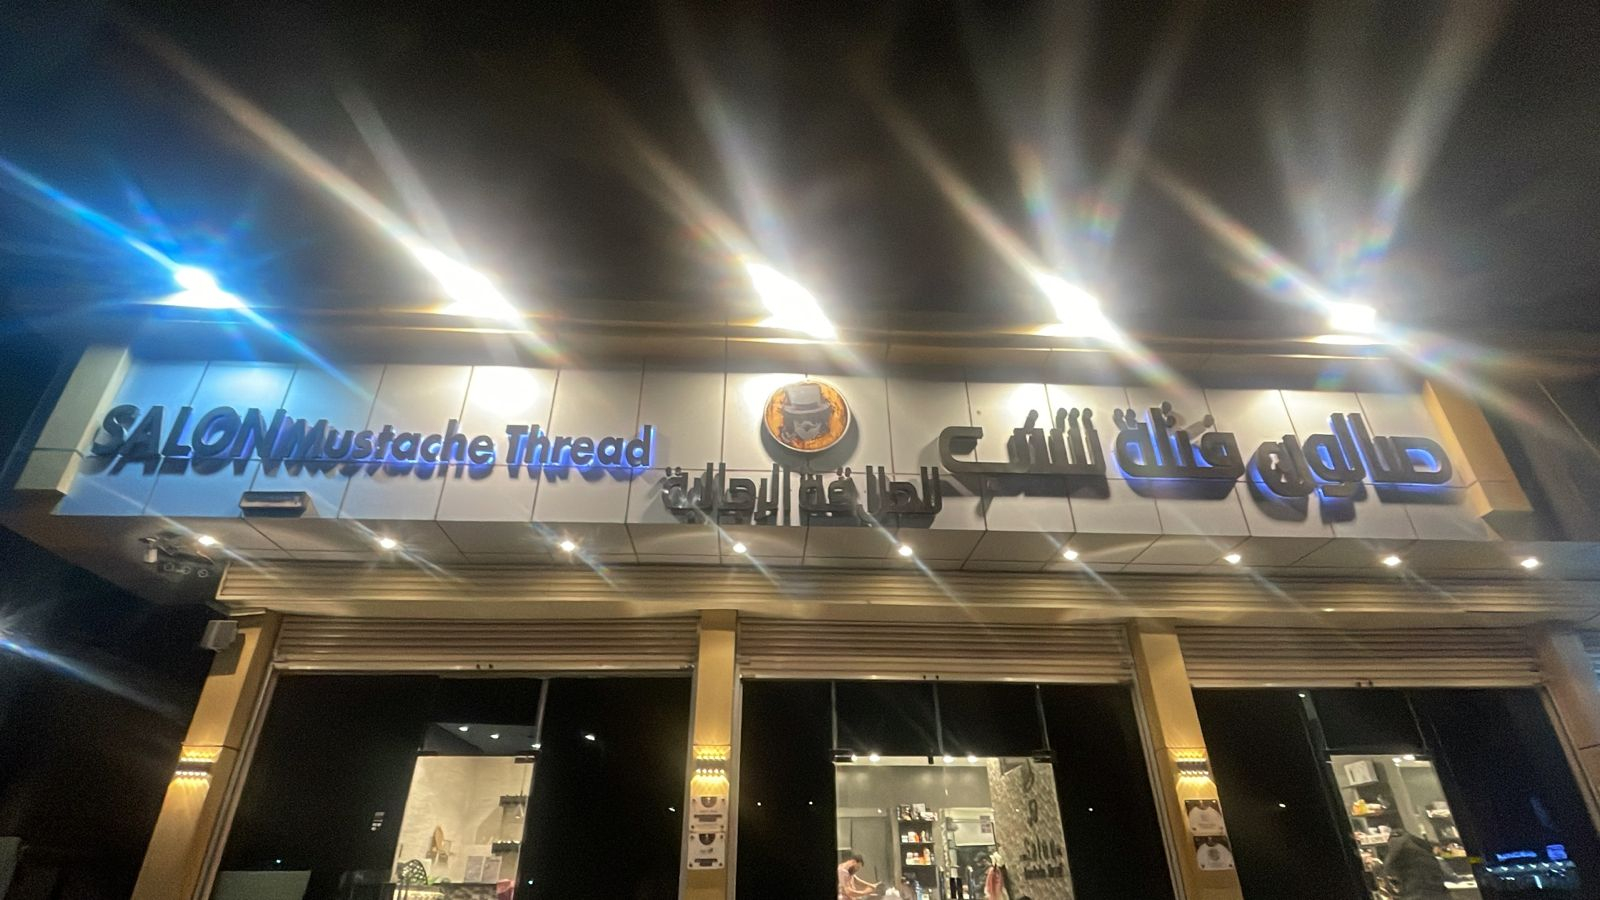 صالون فتلة شنب
للحلاقة الرجالية
SALON Mustache Thread